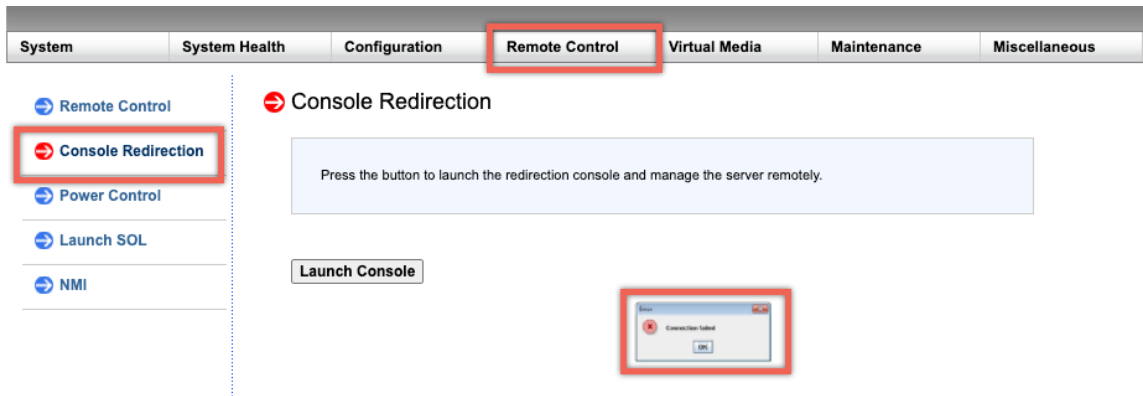 System System Health Configuration Remote Control Virtual Media Maintenance Miscellaneous
Remote Control
Console Redirection
Power Control
Launch SOL
NMI
Console Redirection
Press the button to launch the redirection console and manage the server remotely.
Launch Console
Error
Connection failed
OK